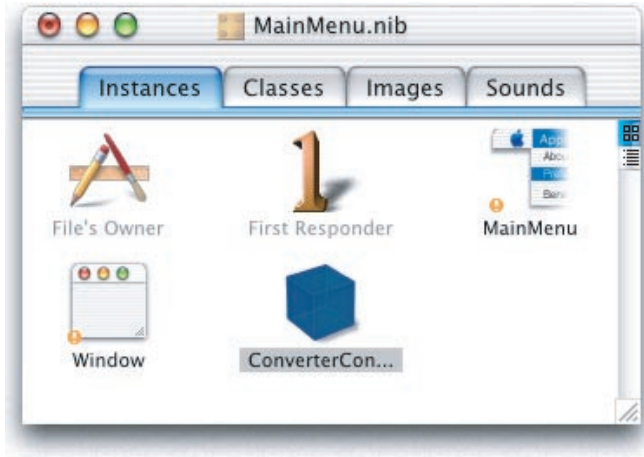 MainMenu.nib
Instances Classes Images Sounds
File's Owner First Responder MainMenu
Window ConverterCon...